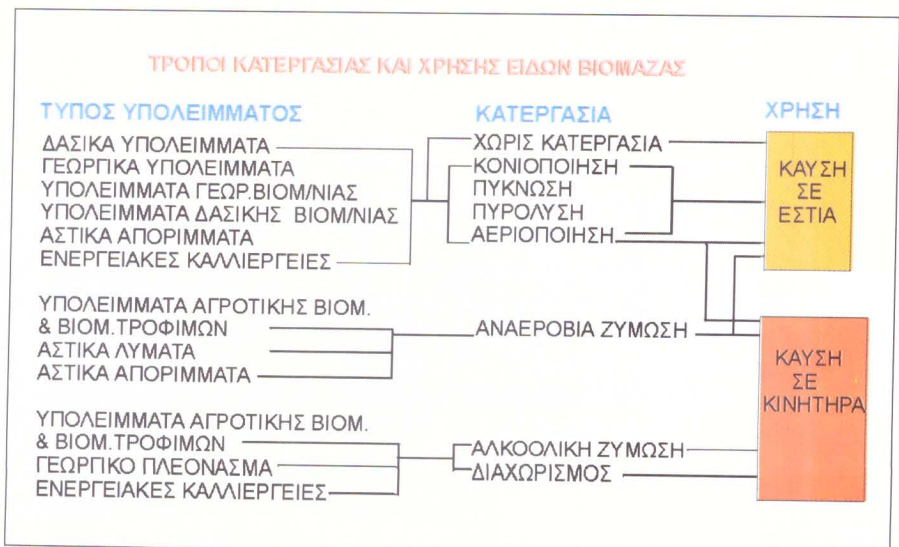 ΤΡΟΠΟΙ ΚΑΤΕΡΓΑΣΙΑΣ ΚΑΙ ΧΡΗΣΗΣ ΕΙΔΩΝ ΒΙΟΜΑΖΑΣ
ΤΥΠΟΣ ΥΠΟΛΕΙΜΜΑΤΟΣ
ΔΑΣΙΚΑ ΥΠΟΛΕΙΜΜΑΤΑ
ΓΕΩΡΓΙΚΑ ΥΠΟΛΕΙΜΜΑΤΑ
ΥΠΟΛΕΙΜΜΑΤΑ ΓΕΩΡ.ΒΙΟΜ/ΝΙΑΣ
ΥΠΟΛΕΙΜΜΑΤΑ ΔΑΣΙΚΗΣ ΒΙΟΜ/ΝΙΑΣ
ΑΣΤΙΚΑ ΑΠΟΡΙΜΜΑΤΑ
ΕΝΕΡΓΕΙΑΚΕΣ ΚΑΛΛΙΕΡΓΕΙΕΣ
ΥΠΟΛΕΙΜΜΑΤΑ ΑΓΡΟΤΙΚΗΣ ΒΙΟΜ.
& ΒΙΟΜ.ΤΡΟΦΙΜΩΝ
ΑΣΤΙΚΑ ΛΥΜΑΤΑ
ΑΣΤΙΚΑ ΑΠΟΡΙΜΜΑΤΑ
ΥΠΟΛΕΙΜΜΑΤΑ ΑΓΡΟΤΙΚΗΣ ΒΙΟΜ.
& ΒΙΟΜ.ΤΡΟΦΙΜΩΝ
ΓΕΩΡΓΙΚΟ ΠΛΕΟΝΑΣΜΑ
ΕΝΕΡΓΕΙΑΚΕΣ ΚΑΛΛΙΕΡΓΕΙΕΣ
ΚΑΤΕΡΓΑΣΙΑ
ΧΩΡΙΣ ΚΑΤΕΡΓΑΣΙΑ
ΚΟΝΙΟΠΟΙΗΣΗ
ΠΥΚΝΩΣΗ
ΠΥΡΟΛΥΣΗ
ΑΕΡΙΟΠΟΙΗΣΗ
ΑΝΑΕΡΟΒΙΑ ΖΥΜΩΣΗ
ΑΛΚΟΟΛΙΚΗ ΖΥΜΩΣΗ
ΔΙΑΧΩΡΙΣΜΟΣ
ΧΡΗΣΗ
ΚΑΥΣΗ
ΣΕ
ΕΣΤΙΑ
ΚΑΥΣΗ
ΣΕ
ΚΙΝΗΤΗΡΑ